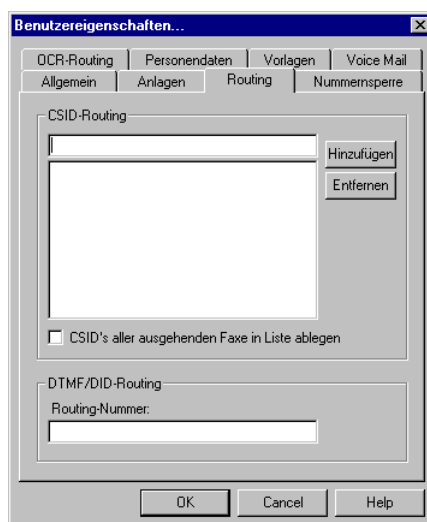 Benutzereigenschaften...
OCR-Routing Personendaten Vorlagen Voice Mail
Allgemein Anlagen Routing Nummernsperre
CSID-Routing
Hinzufügen
Entfernen
CSID's aller ausgehenden Faxe in Liste ablegen
DTMF/DID-Routing
Routing-Nummer:
OK Cancel Help